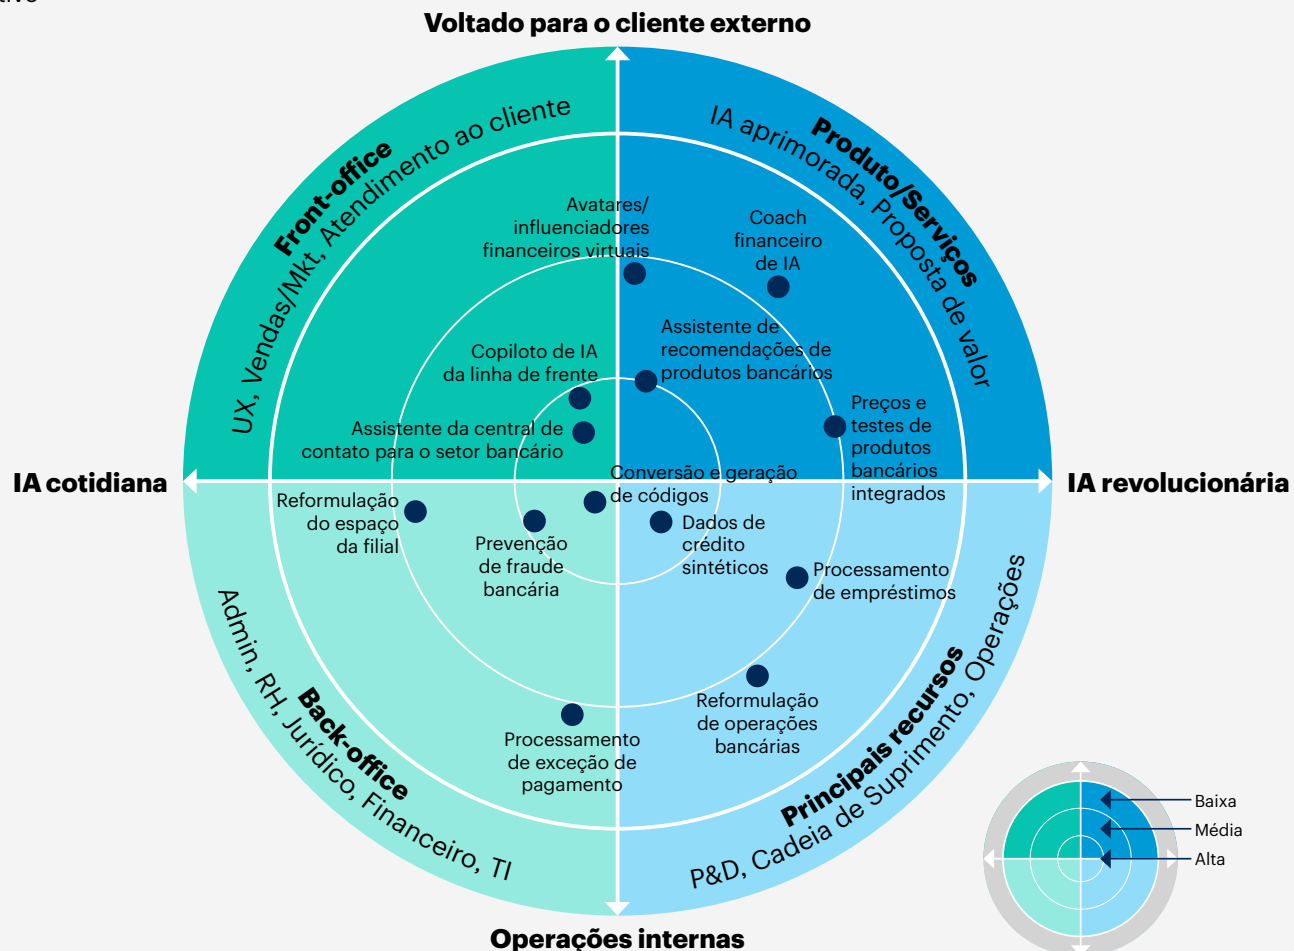 Voltado para o cliente externo
Front-office
UX, Vendas/Mkt, Atendimento ao cliente
Produto/Serviços
IA aprimorada, Proposta de valor
Avatares/
influenciadores
financeiros virtuais
Coach
financeiro
de IA
Assistente de
recomendações de
produtos bancários
Copiloto de IA
da linha de frente
Preços e
testes de
produtos
bancários
integrados
Assistente da central de
contato para o setor bancário
IA cotidiana
IA revolucionária
Conversão e geração
de códigos
Reformulação
do espaço
da filial
Prevenção
de fraude
bancária
Dados de
crédito
sintéticos
Processamento
de empréstimos
Reformulação
de operações
bancárias
Processamento
de exceção de
pagamento
Back-office
Admin, RH, Jurídico, Financeiro, TI
Principais recursos
P&D, Cadeia de Suprimento, Operações
Operações internas
Baixa
Média
Alta